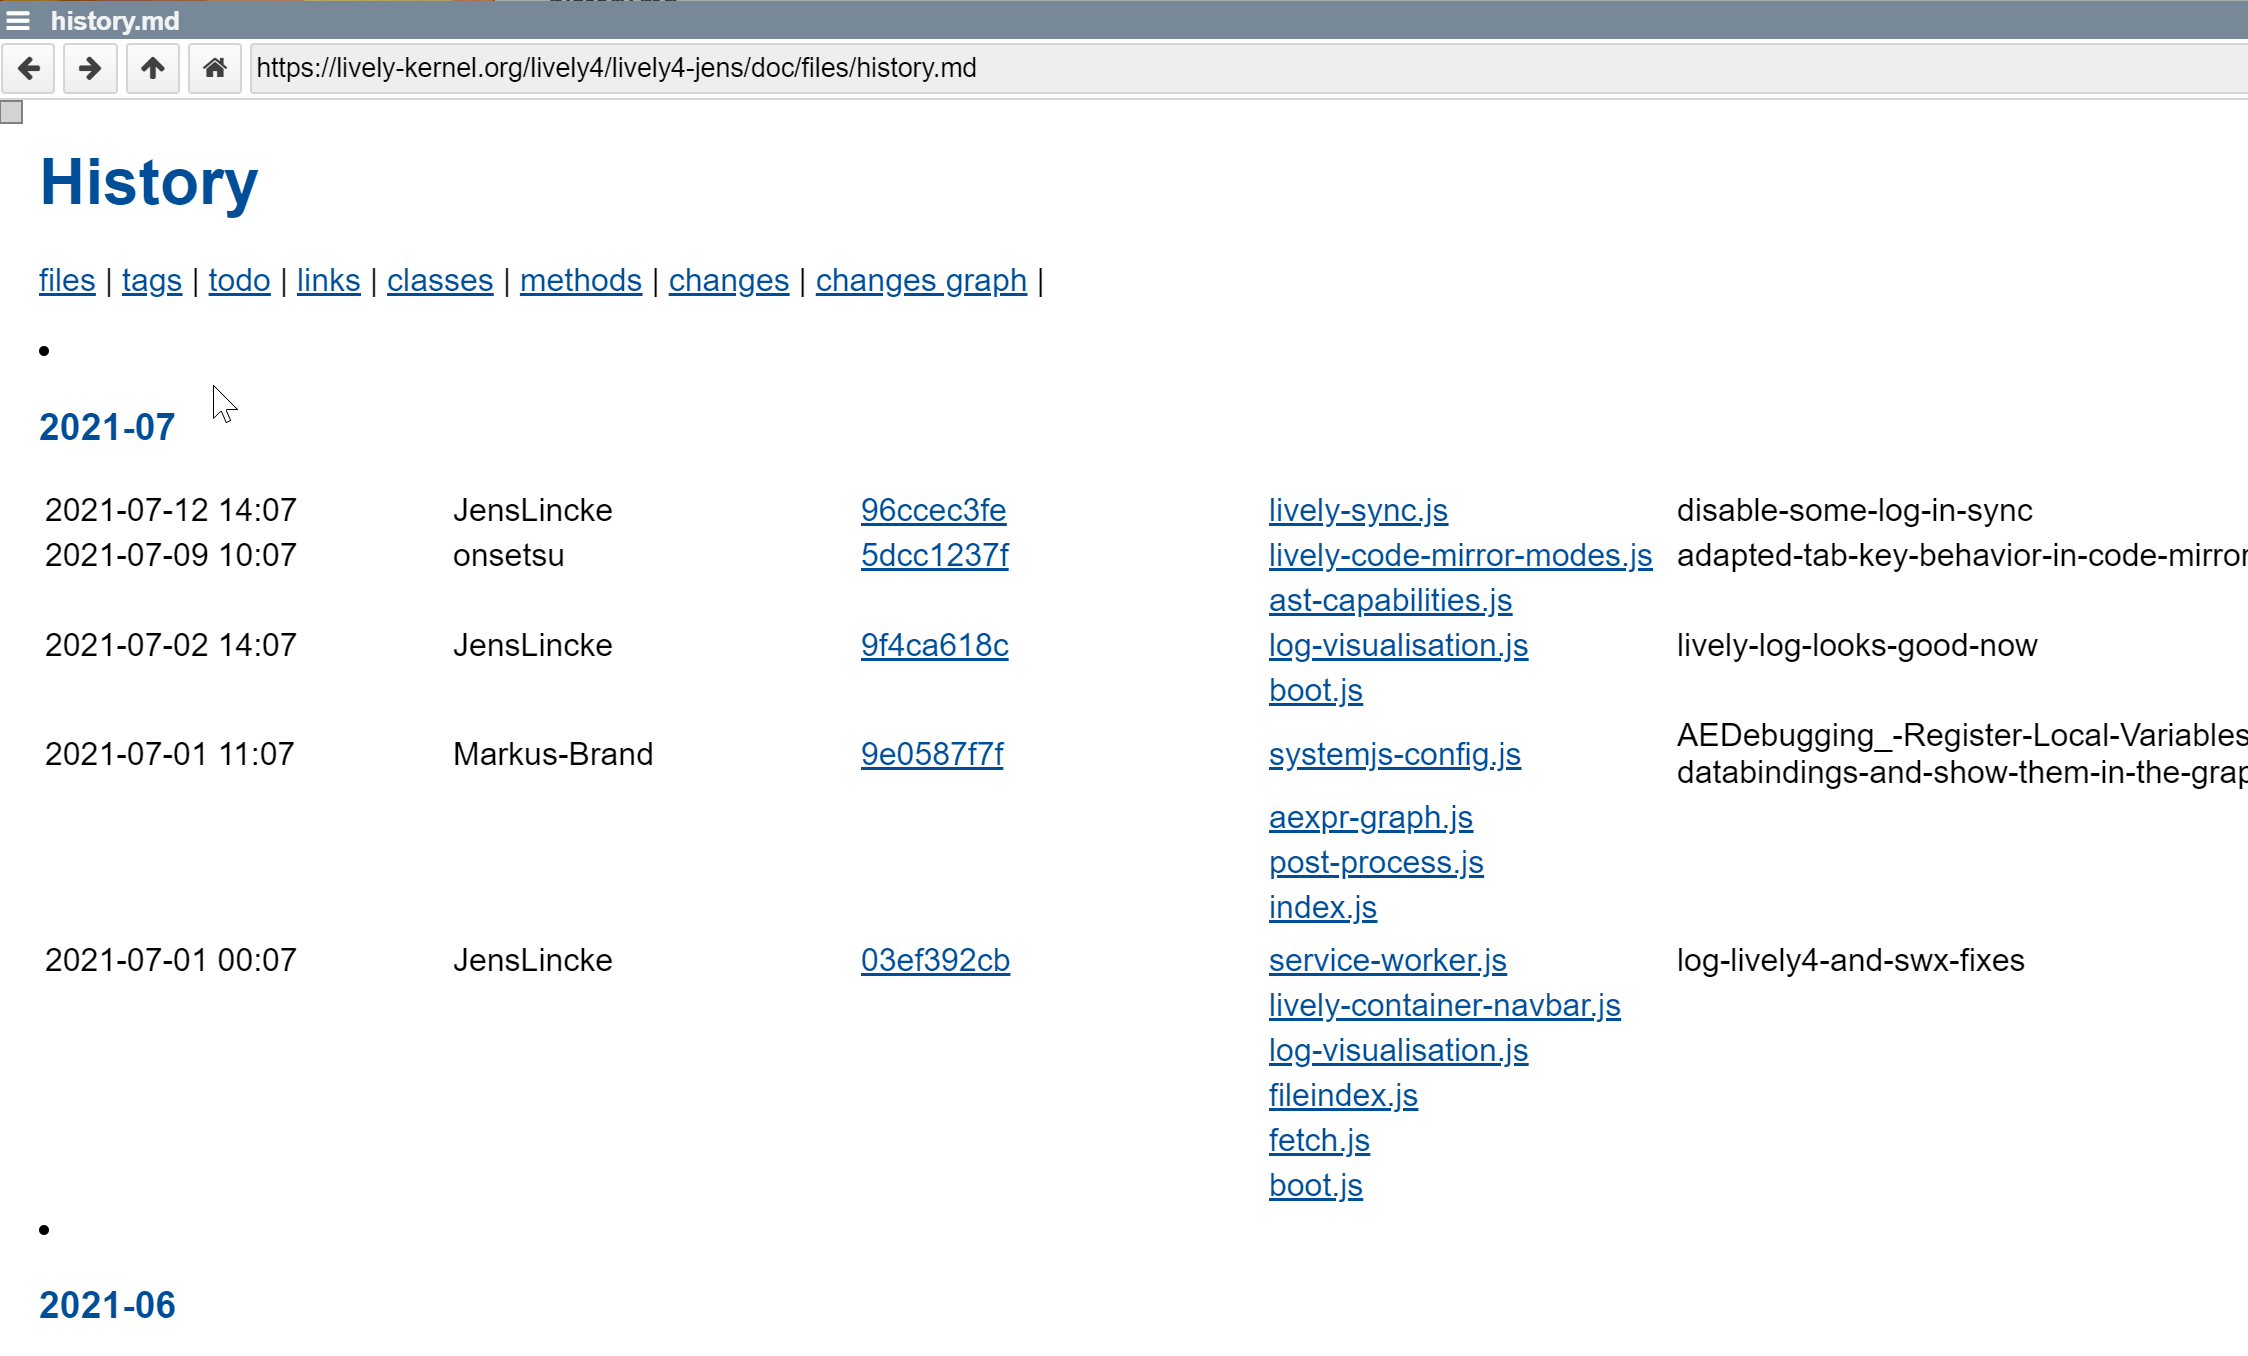 history.md
https://lively-kernel.org/lively4/lively4-jens/doc/files/history.md
History
files | tags | todo | links | classes | methods | changes | changes graph |
2021-07
2021-07-12 14:07 JensLincke 96ccec3fe lively-sync.js disable-some-log-in-sync
2021-07-09 10:07 onsetsu 5dcc1237f lively-code-mirror-modes.js adapted-tab-key-behavior-in-code-mirror
ast-capabilities.js
2021-07-02 14:07 JensLincke 9f4ca618c log-visualisation.js lively-log-looks-good-now
boot.js
2021-07-01 11:07 Markus-Brand 9e0587f7f systemjs-config.js AEDebugging_-Register-Local-Variables
databindings-and-show-them-in-the-grap
aexpr-graph.js
post-process.js
index.js
2021-07-01 00:07 JensLincke 03ef392cb service-worker.js log-lively4-and-swx-fixes
lively-container-navbar.js
log-visualisation.js
fileindex.js
fetch.js
boot.js
2021-06